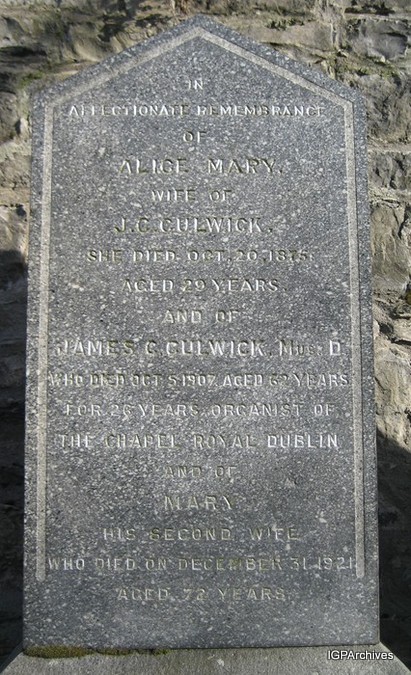 IN
AFFECTIONATE REMEMBRANCE
OF
ALICE MARY,
WIFE OF
J.C. CULWICK.
SHE DIED OCT. 20, 1875.
AGED 29 YEARS.
AND OF
JAMES C. CULWICK, MUS. D.
WHO DIED OCT. 5 1907, AGED 62 YEARS
FOR 26 YEARS, ORGANIST OF
THE CHAPEL ROYAL DUBLIN
AND OF
MARY
HIS SECOND WIFE
WHO DIED ON DECEMBER 31. 1921.
AGED 72 YEARS
IGPArchives